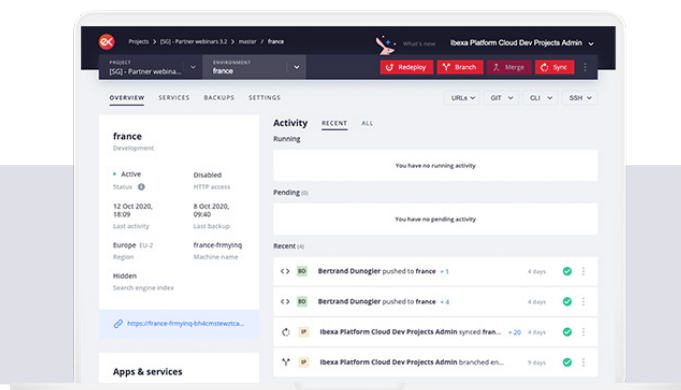 Projects > [SG] - Partner webinars 3.2 > master / france
What's new
Ibexa Platform Cloud Dev Projects Admin
PROJECT
[SG] - Partner webina...
ENVIRONMENT
france
Redeploy
Branch
Merge
Sync
OVERVIEW SERVICES BACKUPS SETTINGS
URLs GIT CLI SSH
france
Development
Active
Status
Disabled
HTTP access
12 Oct 2020,
18:09
Last activity
8 Oct 2020,
09:40
Last backup
Europe EU-2
Region
france-frmyinq
Machine name
Hidden
Search engine index
https://france-frmyinq-bh4cmstewztca...
Apps & services
Activity RECENT ALL
Running
You have no running activity
Pending (0)
You have no pending activity
Recent (4)
BO Bertrand Dunogier pushed to france + 1 4 days
BO Bertrand Dunogier pushed to france + 4 4 days
IP Ibexa Platform Cloud Dev Projects Admin synced fran... + 20 4 days
IP Ibexa Platform Cloud Dev Projects Admin branched en... 9 days